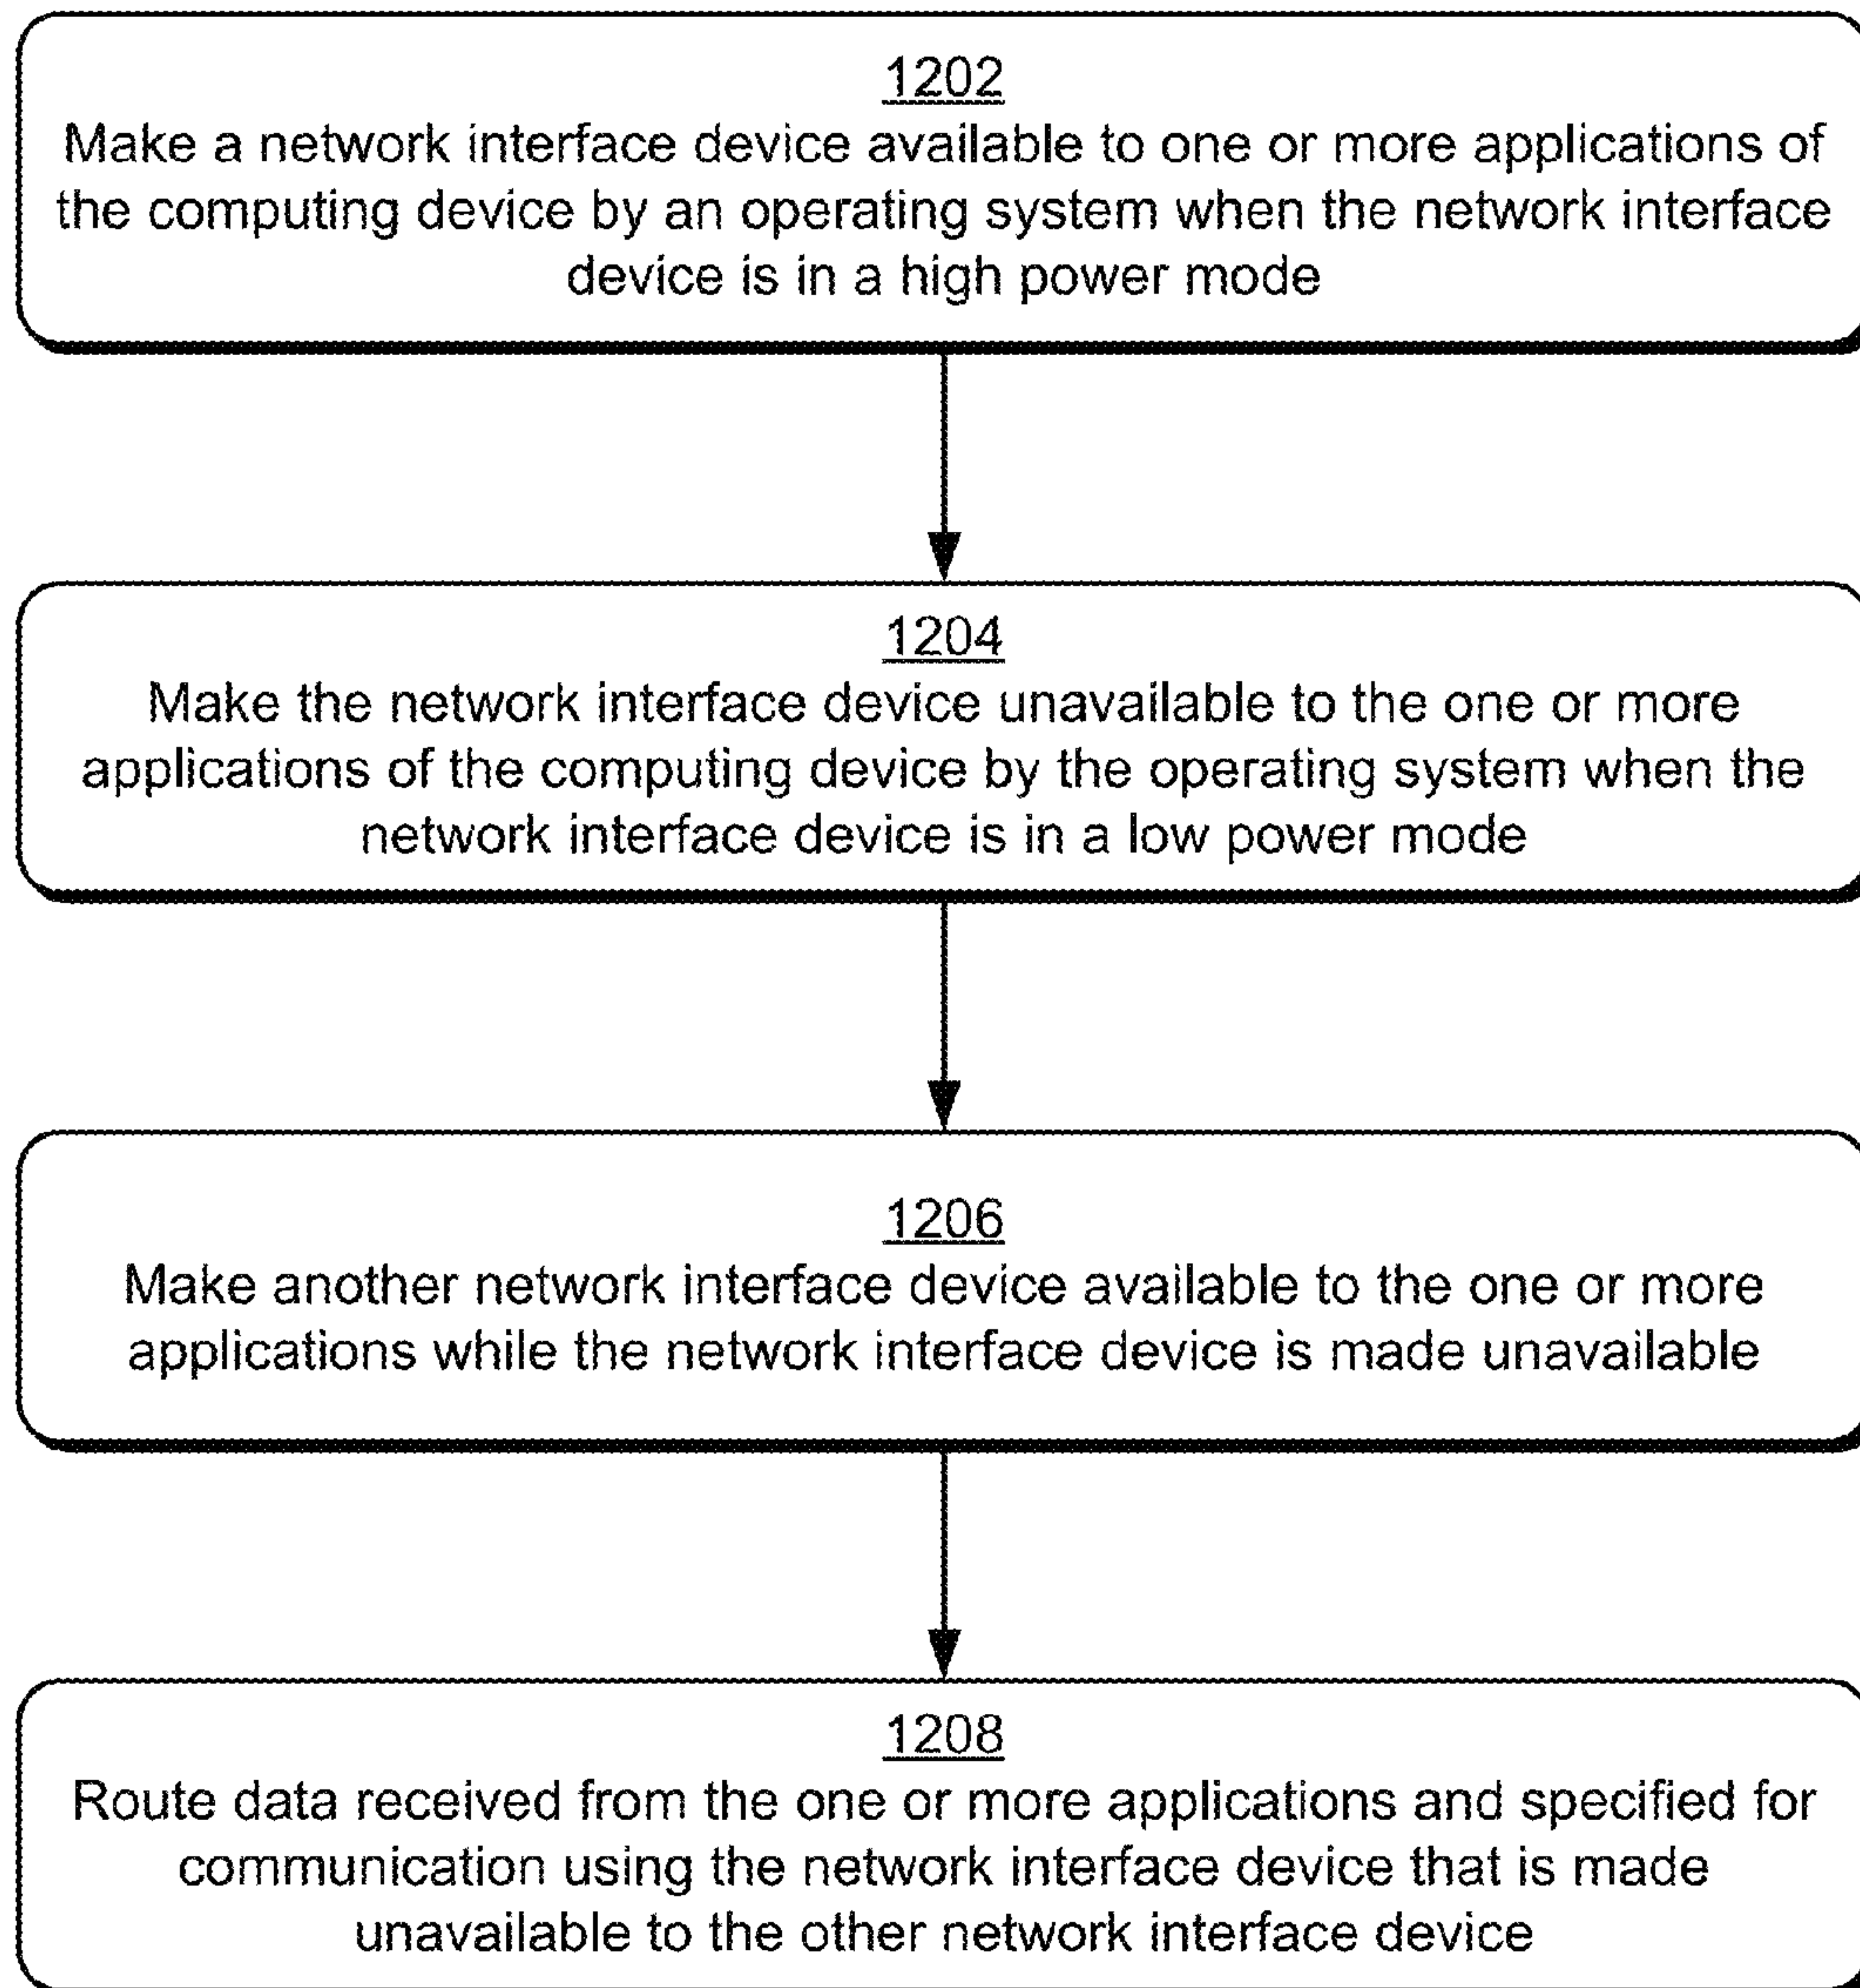 1202
Make a network interface device available to one or more applications of
the computing device by an operating system when the network interface
device is in a high power mode
1204
Make the network interface device unavailable to the one or more
applications of the computing device by the operating system when the
network interface device is in a low power mode
1206
Make another network interface device available to the one or more
applications while the network interface device is made unavailable
1208
Route data received from the one or more applications and specified for
communication using the network interface device that is made
unavailable to the other network interface device